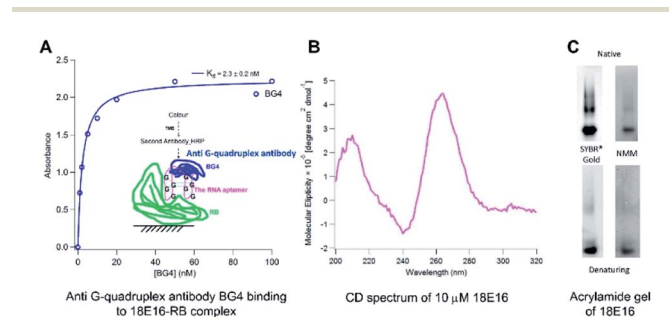 A
B
C
Absorbance
2.5
2.0
1.5
1.0
0.5
0.0
0
20
40
60
80
100
[BG4] (nM)
K_d = 2.3 ± 0.2 nM
BG4
Colour
TMB
Second Antibody,HRP
Anti G-quadruplex antibody
BG4
G G
G G
G G
The RNA aptamer
RB
Molecular Elipticity × 10⁻⁵ [degree cm² dmol⁻¹]
5
4
3
2
1
0
-1
-2
200
220
240
260
280
300
320
Wavelength (nm)
Native
SYBR®
Gold
NMM
Denaturing
Anti G-quadruplex antibody BG4 binding
to 18E16-RB complex
CD spectrum of 10 μM 18E16
Acrylamide gel
of 18E16